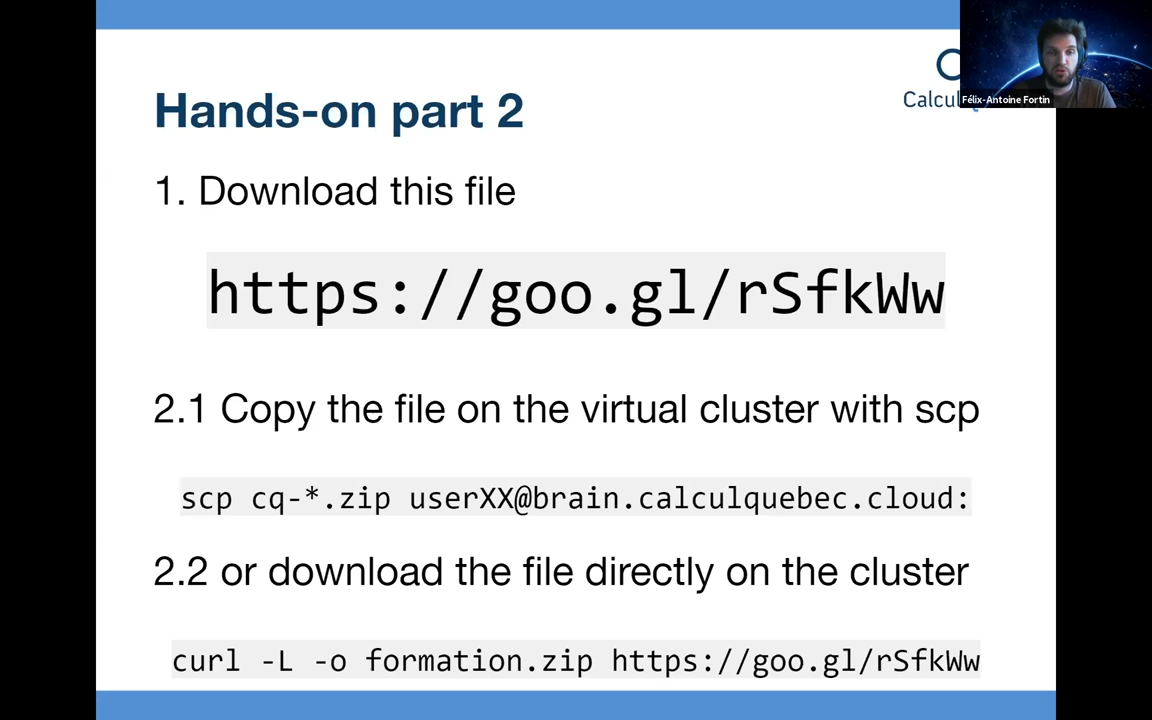 Hands-on part 2
Félix-Antoine Fortin
1. Download this file
https://goo.gl/rSfkWw
2.1 Copy the file on the virtual cluster with scp
scp cq-*.zip userXX@brain.calculquebec.cloud:
2.2 or download the file directly on the cluster
curl -L -o formation.zip https://goo.gl/rSfkWw